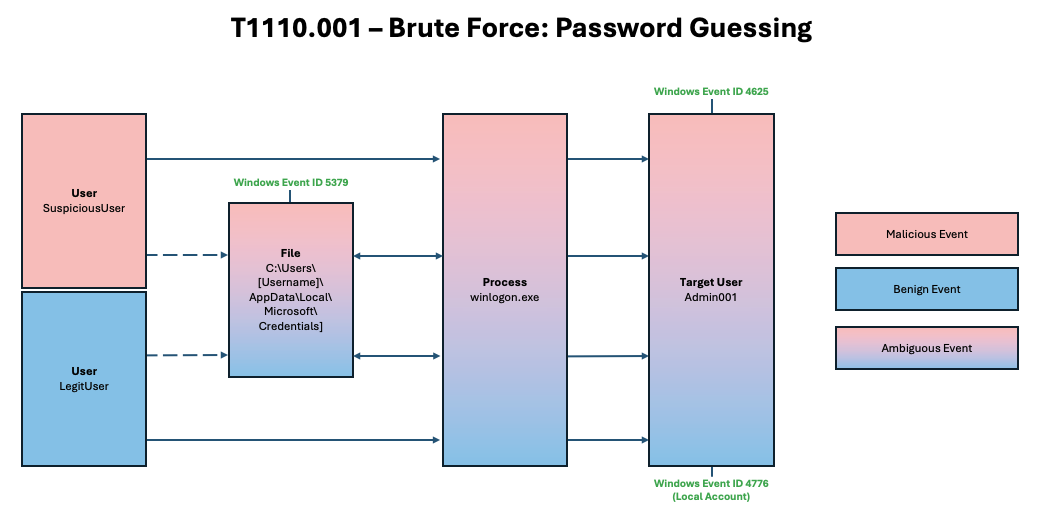 T1110.001 – Brute Force: Password Guessing
Windows Event ID 4625
User
SuspiciousUser
Windows Event ID 5379
File
C:\Users\
[Username]\
AppData\Local\
Microsoft\
Credentials]
Process
winlogon.exe
Target User
Admin001
User
LegitUser
Windows Event ID 4776
(Local Account)
Malicious Event
Benign Event
Ambiguous Event